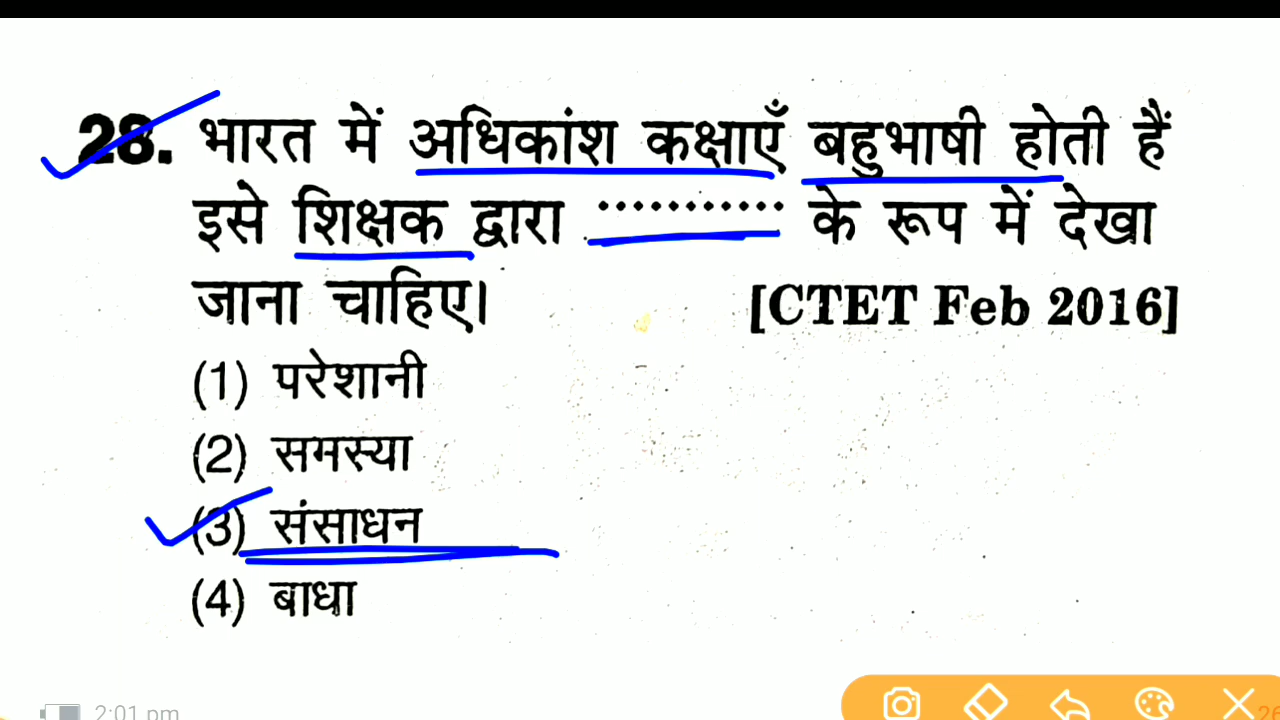 28. भारत में अधिकांश कक्षाएँ बहुभाषी होती हैं
इसे शिक्षक द्वारा ............ के रूप में देखा
जाना चाहिए। [CTET Feb 2016]
(1) परेशानी
(2) समस्या
(3) संसाधन
(4) बाधा
2:01 pm
26